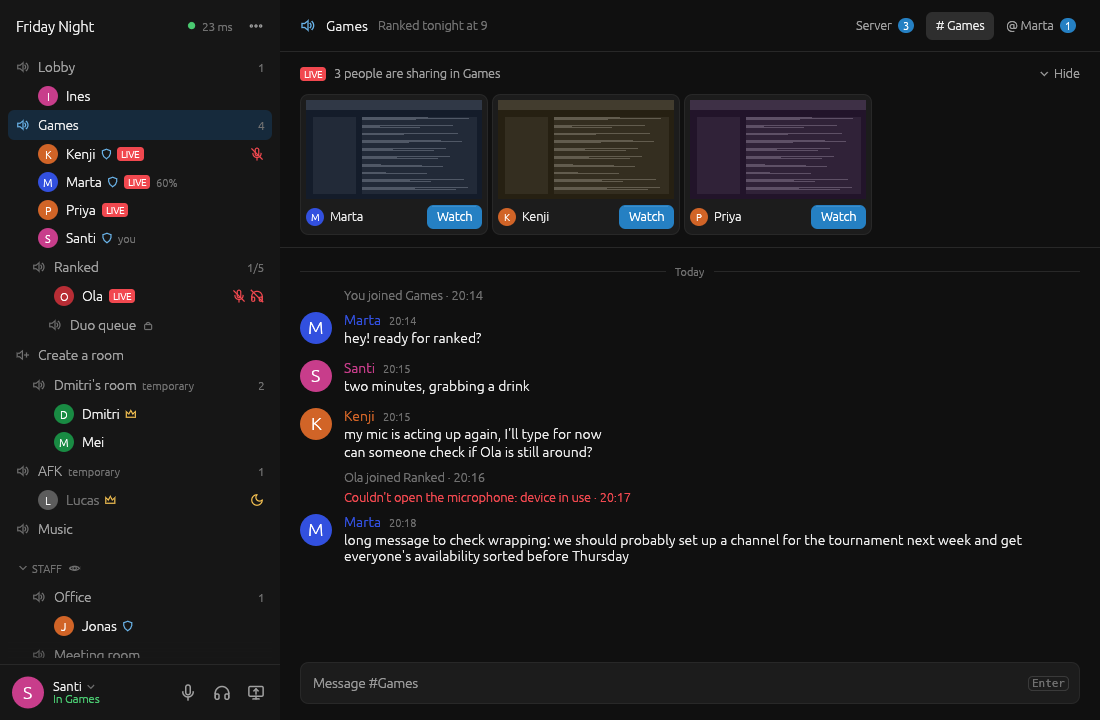 Friday Night
23 ms
Lobby 1
I Ines
Games 4
K Kenji LIVE
M Marta LIVE 60%
P Priya LIVE
S Santi you
Ranked 1/5
O Ola LIVE
Duo queue
Create a room
Dmitri's room temporary 2
D Dmitri
M Mei
AFK temporary 1
L Lucas
Music
STAFF
Office 1
J Jonas
Meeting room
S Santi
In Games
Games Ranked tonight at 9
Server 3 # Games @ Marta 1
LIVE 3 people are sharing in Games Hide
M Marta Watch
K Kenji Watch
P Priya Watch
Today
You joined Games · 20:14
M Marta 20:14
hey! ready for ranked?
S Santi 20:15
two minutes, grabbing a drink
K Kenji 20:15
my mic is acting up again, I'll type for now
can someone check if Ola is still around?
Ola joined Ranked · 20:16
Couldn't open the microphone: device in use · 20:17
M Marta 20:18
long message to check wrapping: we should probably set up a channel for the tournament next week and get
everyone's availability sorted before Thursday
Message #Games Enter